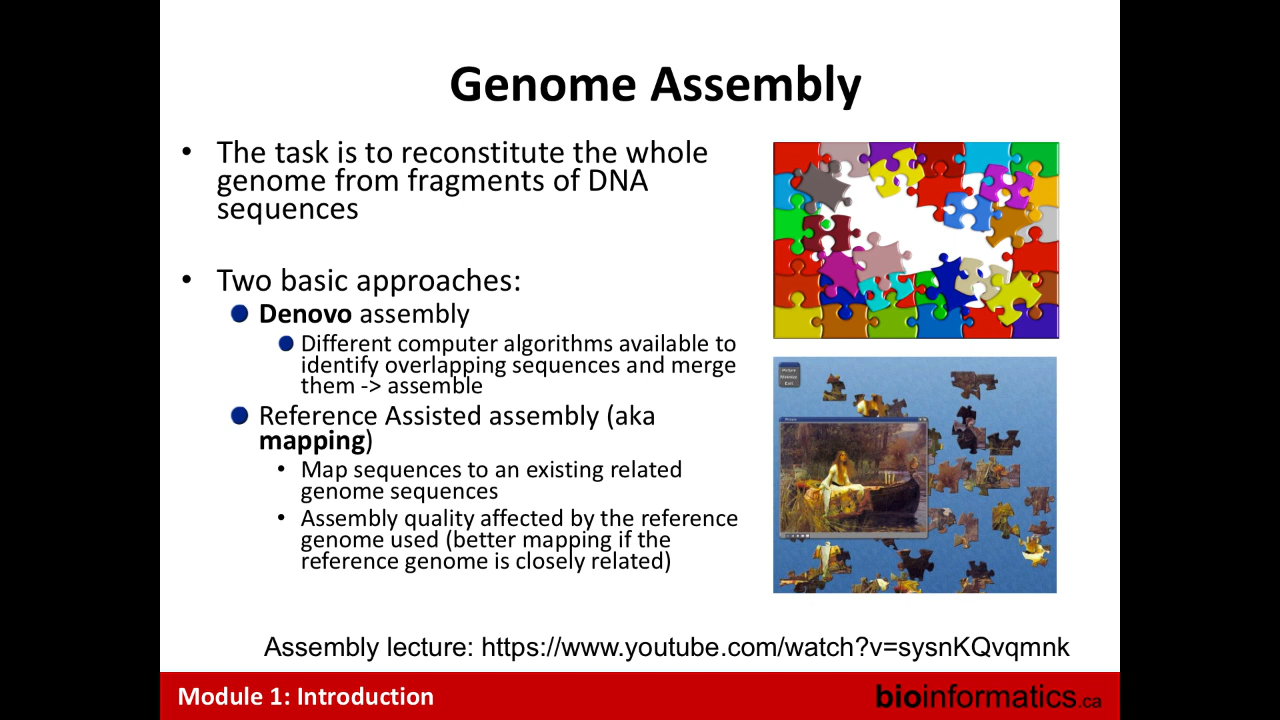 Genome Assembly
• The task is to reconstitute the whole
genome from fragments of DNA
sequences
• Two basic approaches:
Denovo assembly
Different computer algorithms available to
identify overlapping sequences and merge
them -> assemble
Reference Assisted assembly (aka
mapping)
• Map sequences to an existing related
genome sequences
• Assembly quality affected by the reference
genome used (better mapping if the
reference genome is closely related)
Assembly lecture: https://www.youtube.com/watch?v=sysnKQvqmnk
Module 1: Introduction
bioinformatics.ca